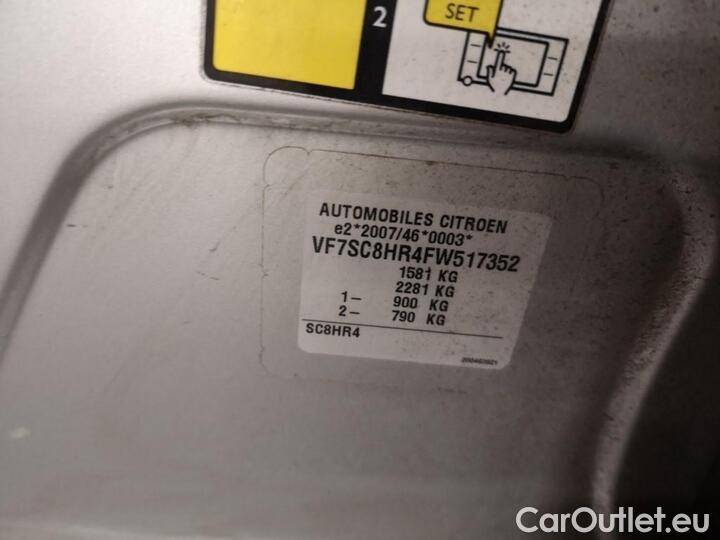 SET
2
AUTOMOBILES CITROEN
e2*2007/46*0003*
VF7SC8HR4FW517352
1581 KG
2281 KG
1– 900 KG
2– 790 KG
SC8HR4
CarOutlet.eu